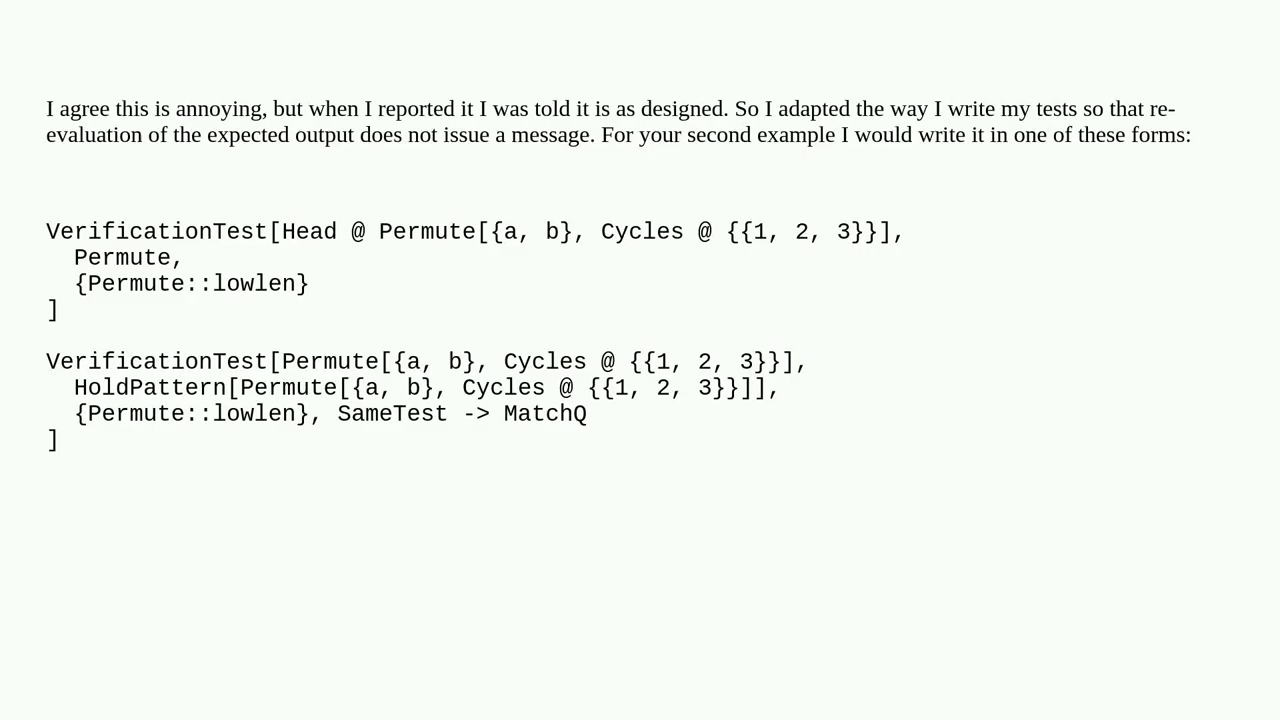 I agree this is annoying, but when I reported it I was told it is as designed. So I adapted the way I write my tests so that re-
evaluation of the expected output does not issue a message. For your second example I would write it in one of these forms:
VerificationTest[Head @ Permute[{a, b}, Cycles @ {{1, 2, 3}}],
  Permute,
  {Permute::lowlen}
]
VerificationTest[Permute[{a, b}, Cycles @ {{1, 2, 3}}],
  HoldPattern[Permute[{a, b}, Cycles @ {{1, 2, 3}}]],
  {Permute::lowlen}, SameTest -> MatchQ
]